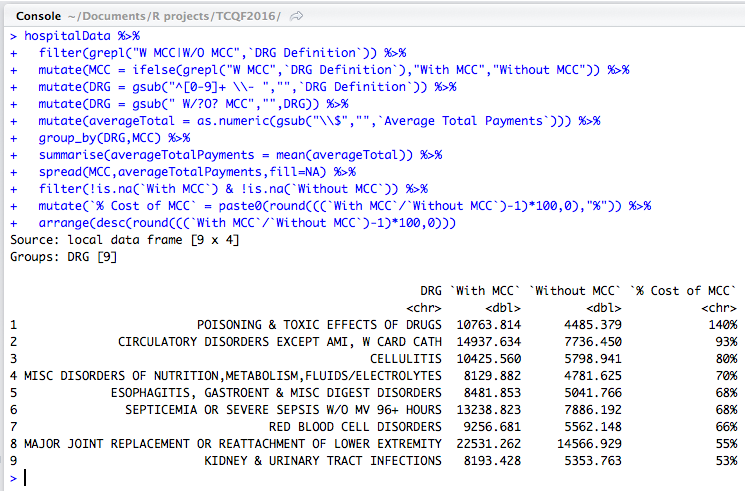 Console ~/Documents/R projects/TCQF2016/
> hospitalData %>%
+   filter(grepl("W MCC|W/O MCC",`DRG Definition`)) %>%
+   mutate(MCC = ifelse(grepl("W MCC",`DRG Definition`),"With MCC","Without MCC")) %>%
+   mutate(DRG = gsub("^[0-9]+ \\- ","",`DRG Definition`)) %>%
+   mutate(DRG = gsub(" W/?O? MCC","",DRG)) %>%
+   mutate(averageTotal = as.numeric(gsub("\\$","",`Average Total Payments`))) %>%
+   group_by(DRG,MCC) %>%
+   summarise(averageTotalPayments = mean(averageTotal)) %>%
+   spread(MCC,averageTotalPayments,fill=NA) %>%
+   filter(!is.na(`With MCC`) & !is.na(`Without MCC`)) %>%
+   mutate(`% Cost of MCC` = paste0(round(((`With MCC`/`Without MCC`)-1)*100,0),"%")) %>%
+   arrange(desc(round(((`With MCC`/`Without MCC`)-1)*100,0)))
Source: local data frame [9 x 4]
Groups: DRG [9]
DRG `With MCC` `Without MCC` `% Cost of MCC`
<chr> <dbl> <dbl> <chr>
1 POISONING & TOXIC EFFECTS OF DRUGS 10763.814 4485.379 140%
2 CIRCULATORY DISORDERS EXCEPT AMI, W CARD CATH 14937.634 7736.450 93%
3 CELLULITIS 10425.560 5798.941 80%
4 MISC DISORDERS OF NUTRITION,METABOLISM,FLUIDS/ELECTROLYTES 8129.882 4781.625 70%
5 ESOPHAGITIS, GASTROENT & MISC DIGEST DISORDERS 8481.853 5041.766 68%
6 SEPTICEMIA OR SEVERE SEPSIS W/O MV 96+ HOURS 13238.823 7886.192 68%
7 RED BLOOD CELL DISORDERS 9256.681 5562.148 66%
8 MAJOR JOINT REPLACEMENT OR REATTACHMENT OF LOWER EXTREMITY 22531.262 14566.929 55%
9 KIDNEY & URINARY TRACT INFECTIONS 8193.428 5353.763 53%
>